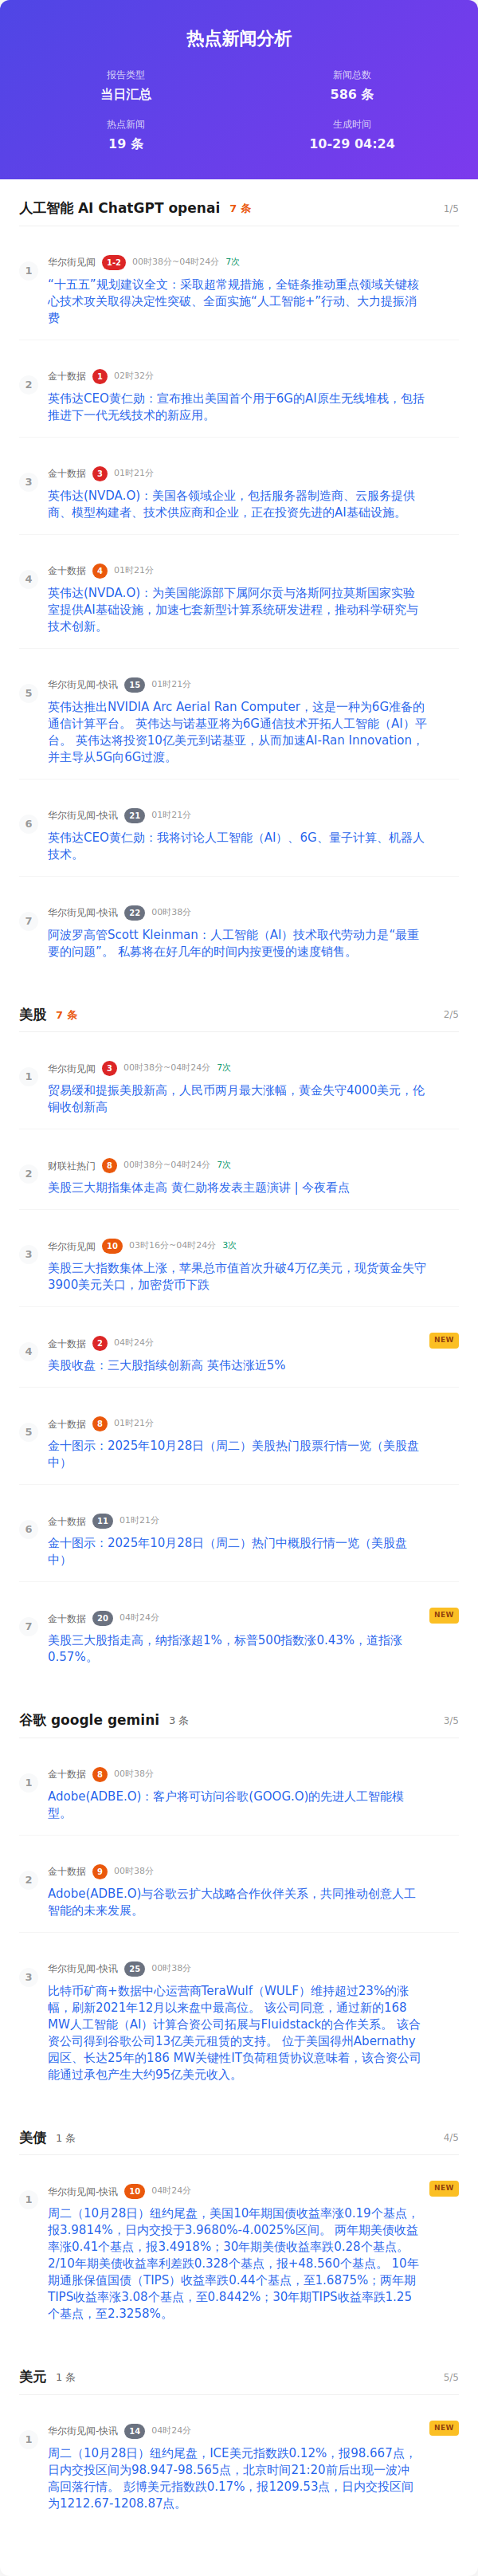 热点新闻分析
报告类型
当日汇总
新闻总数
586 条
热点新闻
19 条
生成时间
10-29 04:24
人工智能 AI ChatGPT openai 7 条 1/5
1
华尔街见闻 1-2 00时38分~04时24分 7次
“十五五”规划建议全文：采取超常规措施，全链条推动重点领域关键核
心技术攻关取得决定性突破、全面实施“人工智能+”行动、大力提振消
费
2
金十数据 1 02时32分
英伟达CEO黄仁勋：宣布推出美国首个用于6G的AI原生无线堆栈，包括
推进下一代无线技术的新应用。
3
金十数据 3 01时21分
英伟达(NVDA.O)：美国各领域企业，包括服务器制造商、云服务提供
商、模型构建者、技术供应商和企业，正在投资先进的AI基础设施。
4
金十数据 4 01时21分
英伟达(NVDA.O)：为美国能源部下属阿尔贡与洛斯阿拉莫斯国家实验
室提供AI基础设施，加速七套新型计算系统研发进程，推动科学研究与
技术创新。
5
华尔街见闻-快讯 15 01时21分
英伟达推出NVIDIA Arc Aerial Ran Computer，这是一种为6G准备的
通信计算平台。 英伟达与诺基亚将为6G通信技术开拓人工智能（AI）平
台。 英伟达将投资10亿美元到诺基亚，从而加速AI-Ran Innovation，
并主导从5G向6G过渡。
6
华尔街见闻-快讯 21 01时21分
英伟达CEO黄仁勋：我将讨论人工智能（AI）、6G、量子计算、机器人
技术。
7
华尔街见闻-快讯 22 00时38分
阿波罗高管Scott Kleinman：人工智能（AI）技术取代劳动力是“最重
要的问题”。 私募将在好几年的时间内按更慢的速度销售。
美股 7 条 2/5
1
华尔街见闻 3 00时38分~04时24分 7次
贸易缓和提振美股新高，人民币两月最大涨幅，黄金失守4000美元，伦
铜收创新高
2
财联社热门 8 00时38分~04时24分 7次
美股三大期指集体走高 黄仁勋将发表主题演讲 | 今夜看点
3
华尔街见闻 10 03时16分~04时24分 3次
美股三大指数集体上涨，苹果总市值首次升破4万亿美元，现货黄金失守
3900美元关口，加密货币下跌
4
金十数据 2 04时24分 NEW
美股收盘：三大股指续创新高 英伟达涨近5%
5
金十数据 8 01时21分
金十图示：2025年10月28日（周二）美股热门股票行情一览（美股盘
中）
6
金十数据 11 01时21分
金十图示：2025年10月28日（周二）热门中概股行情一览（美股盘
中）
7
金十数据 20 04时24分 NEW
美股三大股指走高，纳指涨超1%，标普500指数涨0.43%，道指涨
0.57%。
谷歌 google gemini 3 条 3/5
1
金十数据 8 00时38分
Adobe(ADBE.O)：客户将可访问谷歌(GOOG.O)的先进人工智能模
型。
2
金十数据 9 00时38分
Adobe(ADBE.O)与谷歌云扩大战略合作伙伴关系，共同推动创意人工
智能的未来发展。
3
华尔街见闻-快讯 25 00时38分
比特币矿商+数据中心运营商TeraWulf（WULF）维持超过23%的涨
幅，刷新2021年12月以来盘中最高位。 该公司同意，通过新的168
MW人工智能（AI）计算合资公司拓展与Fluidstack的合作关系。 该合
资公司得到谷歌公司13亿美元租赁的支持。 位于美国得州Abernathy
园区、长达25年的186 MW关键性IT负荷租赁协议意味着，该合资公司
能通过承包产生大约95亿美元收入。
美债 1 条 4/5
1
华尔街见闻-快讯 10 04时24分 NEW
周二（10月28日）纽约尾盘，美国10年期国债收益率涨0.19个基点，
报3.9814%，日内交投于3.9680%-4.0025%区间。 两年期美债收益
率涨0.41个基点，报3.4918%；30年期美债收益率跌0.28个基点。
2/10年期美债收益率利差跌0.328个基点，报+48.560个基点。 10年
期通胀保值国债（TIPS）收益率跌0.44个基点，至1.6875%；两年期
TIPS收益率涨3.08个基点，至0.8442%；30年期TIPS收益率跌1.25
个基点，至2.3258%。
美元 1 条 5/5
1
华尔街见闻-快讯 14 04时24分 NEW
周二（10月28日）纽约尾盘，ICE美元指数跌0.12%，报98.667点，
日内交投区间为98.947-98.565点，北京时间21:20前后出现一波冲
高回落行情。 彭博美元指数跌0.17%，报1209.53点，日内交投区间
为1212.67-1208.87点。